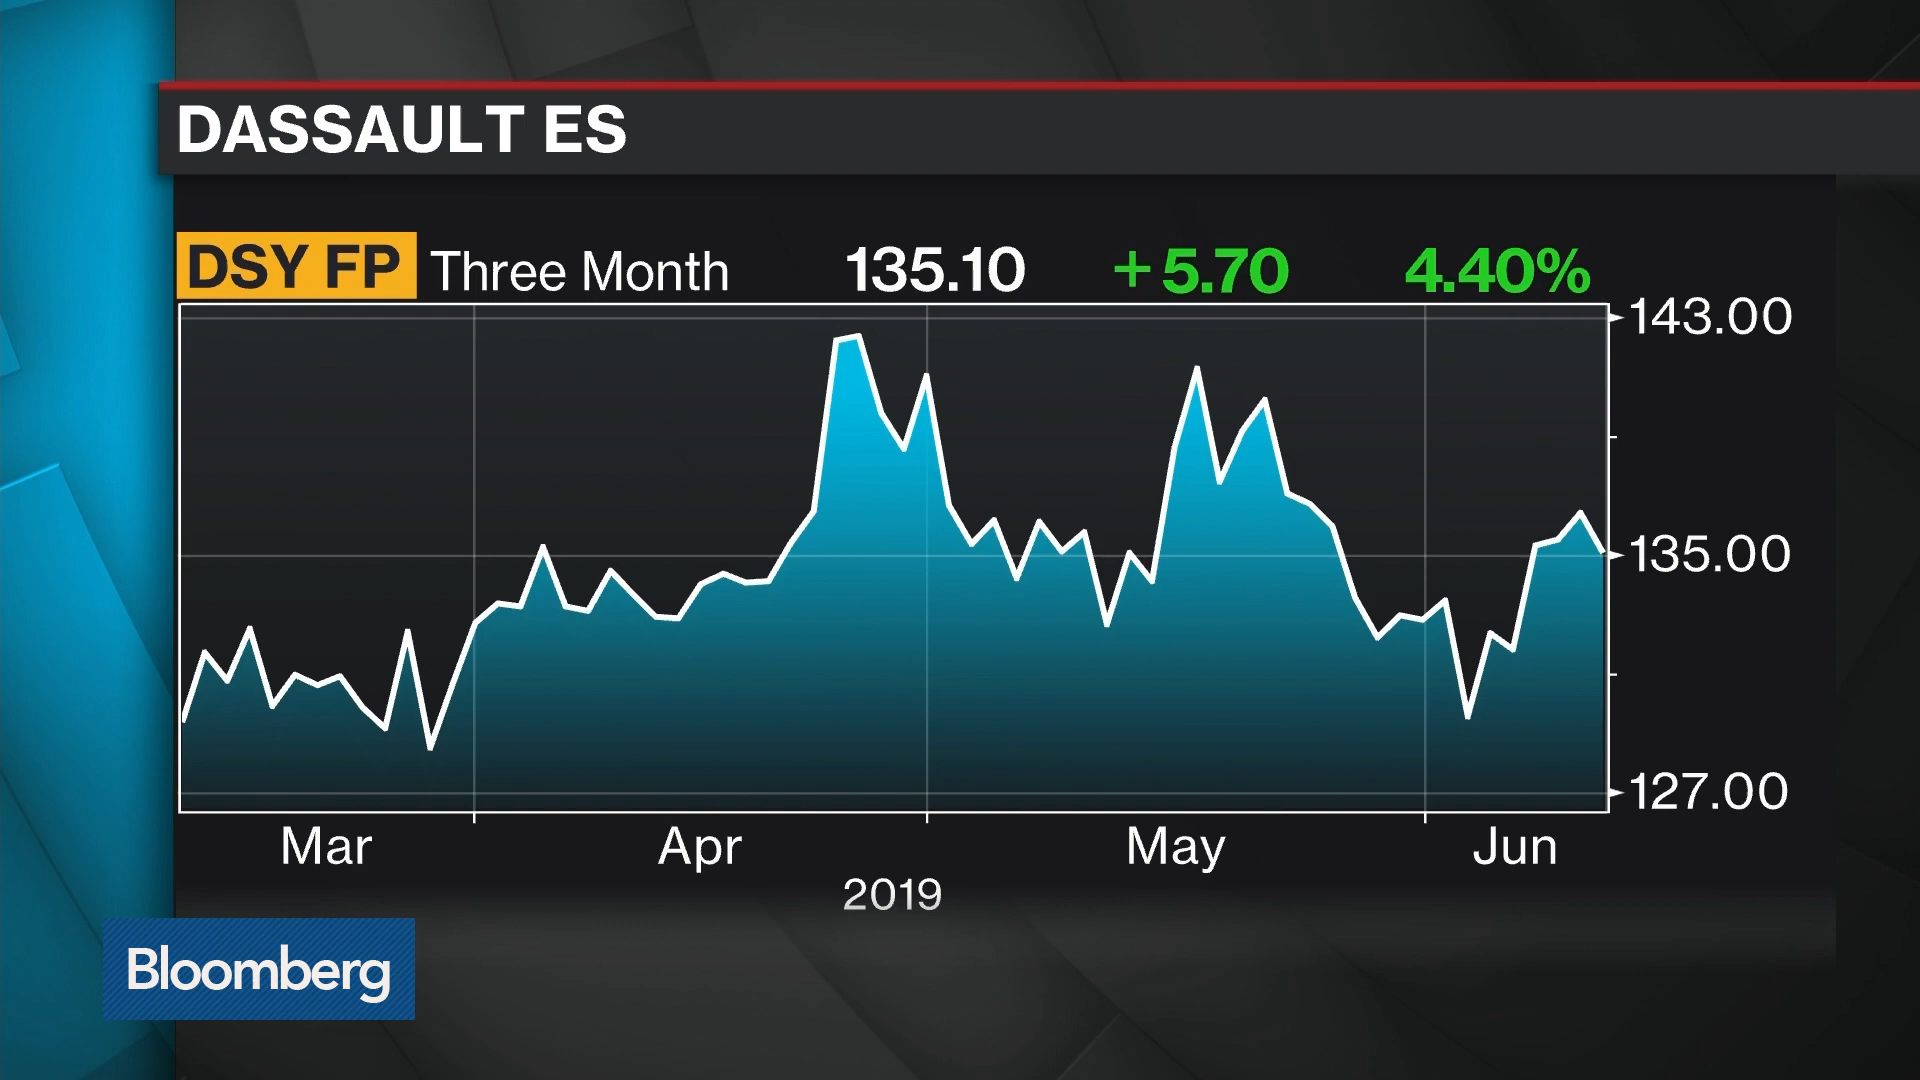 DASSAULT ES
DSY FP Three Month 135.10 +5.70 4.40%
143.00
135.00
127.00
Mar Apr May Jun
2019
Bloomberg